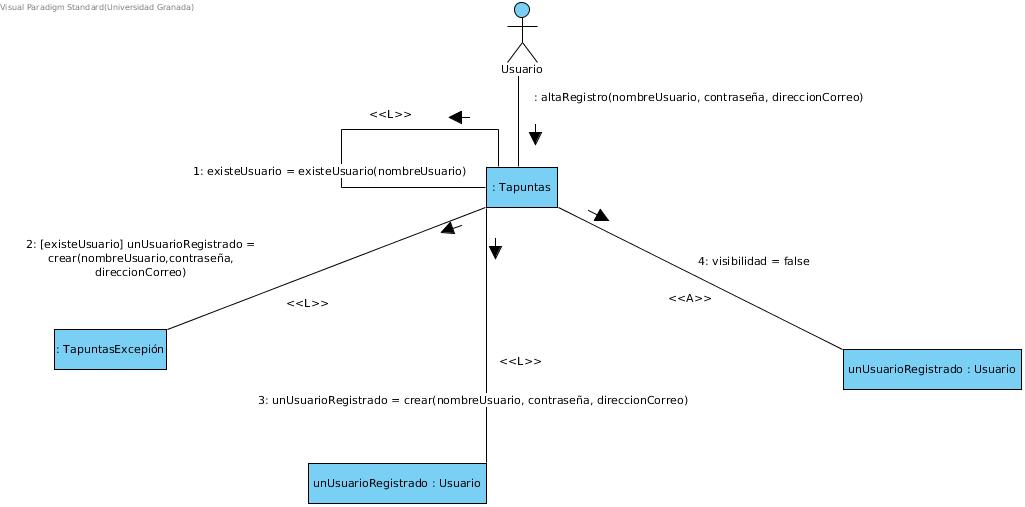 Visual Paradigm Standard(Universidad Granada)
Usuario
: altaRegistro(nombreUsuario, contraseña, direccionCorreo)
<<L>>
1: existeUsuario = existeUsuario(nombreUsuario)
: Tapuntas
2: [existeUsuario] unUsuarioRegistrado =
crear(nombreUsuario,contraseña,
direccionCorreo)
4: visibilidad = false
<<L>>
<<A>>
: TapuntasExcepión
<<L>>
unUsuarioRegistrado : Usuario
3: unUsuarioRegistrado = crear(nombreUsuario, contraseña, direccionCorreo)
unUsuarioRegistrado : Usuario